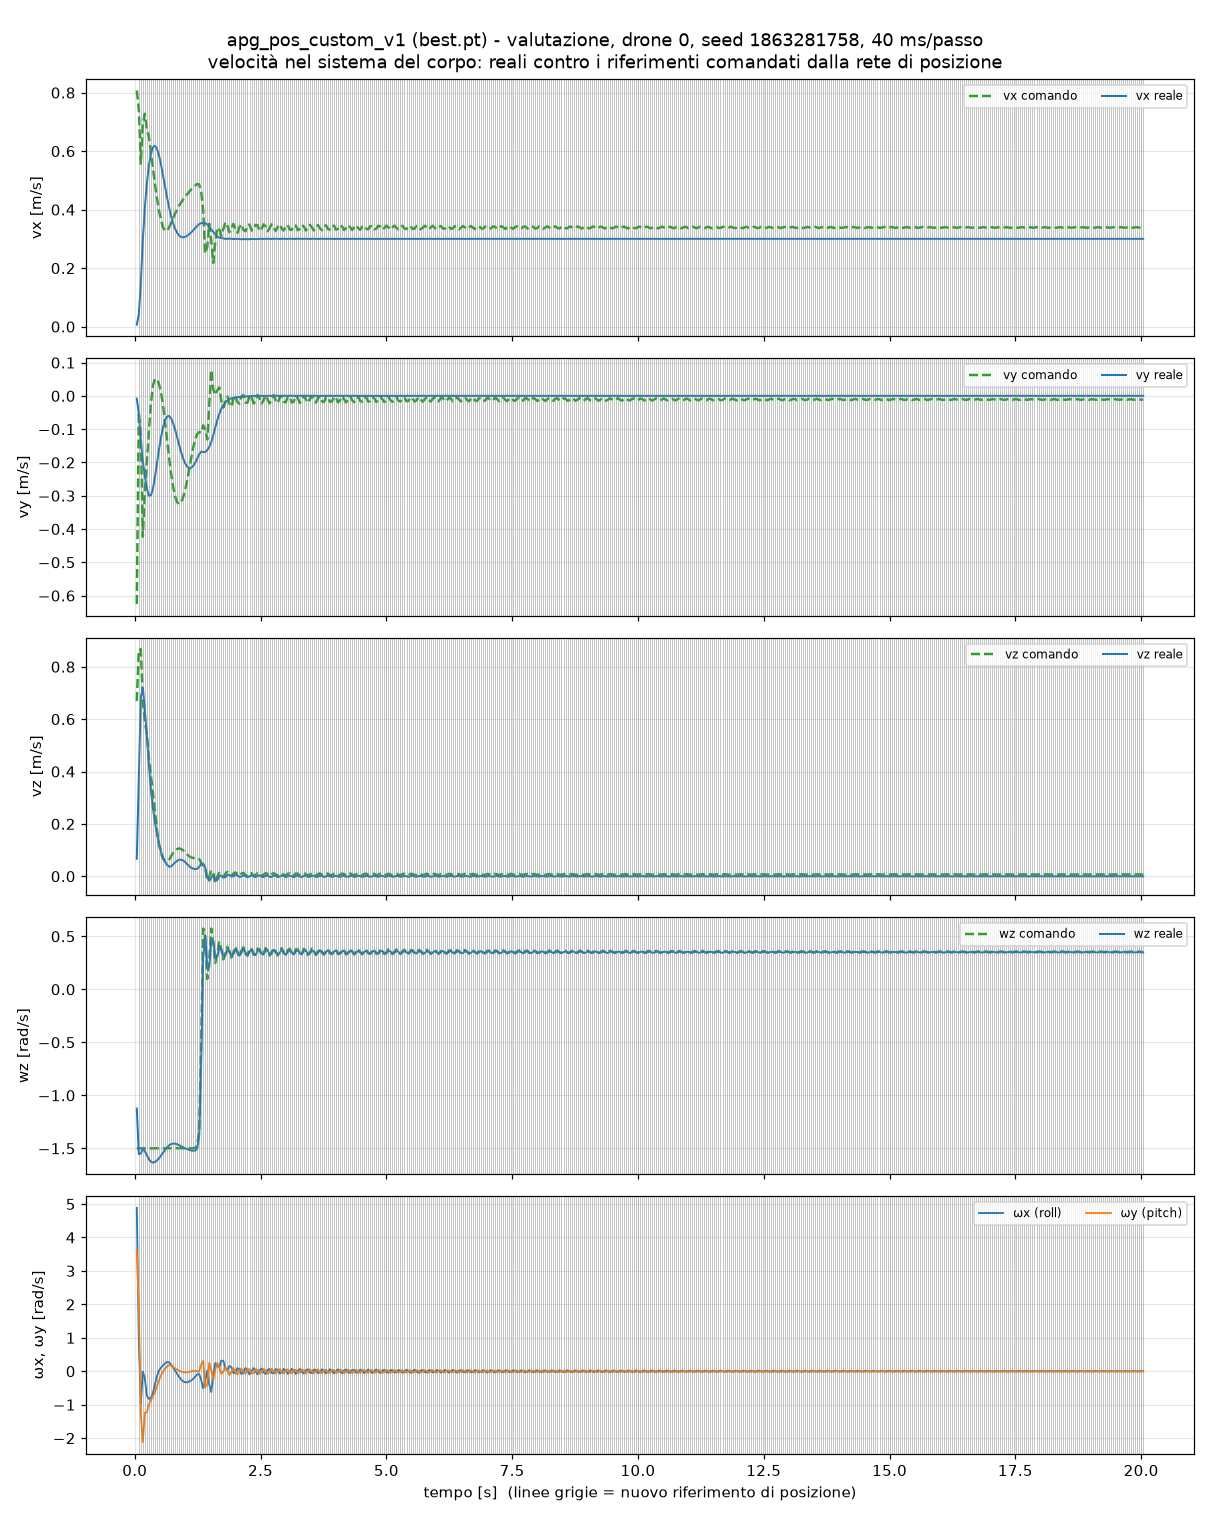 apg_pos_custom_v1 (best.pt) - valutazione, drone 0, seed 1863281758, 40 ms/passo
velocità nel sistema del corpo: reali contro i riferimenti comandati dalla rete di posizione
vx comando vx reale
0.8
0.6
0.4
0.2
0.0
vx [m/s]
vy comando vy reale
0.1
0.0
−0.1
−0.2
−0.3
−0.4
−0.5
−0.6
vy [m/s]
vz comando vz reale
0.8
0.6
0.4
0.2
0.0
vz [m/s]
wz comando wz reale
0.5
0.0
−0.5
−1.0
−1.5
wz [rad/s]
ωx (roll) ωy (pitch)
5
4
3
2
1
0
−1
−2
ωx, ωy [rad/s]
0.0 2.5 5.0 7.5 10.0 12.5 15.0 17.5 20.0
tempo [s]  (linee grigie = nuovo riferimento di posizione)